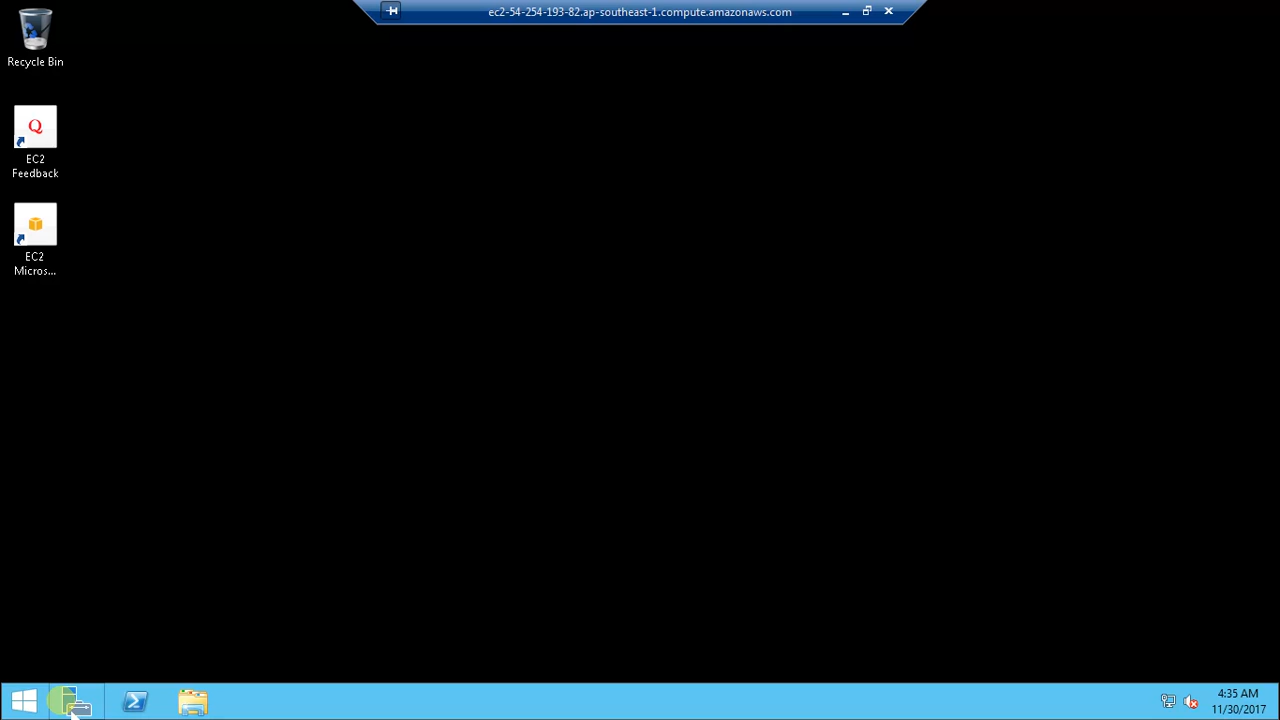 ec2-54-254-193-82.ap-southeast-1.compute.amazonaws.com
Recycle Bin
Q
EC2
Feedback
EC2
Micros...
4:35 AM
11/30/2017